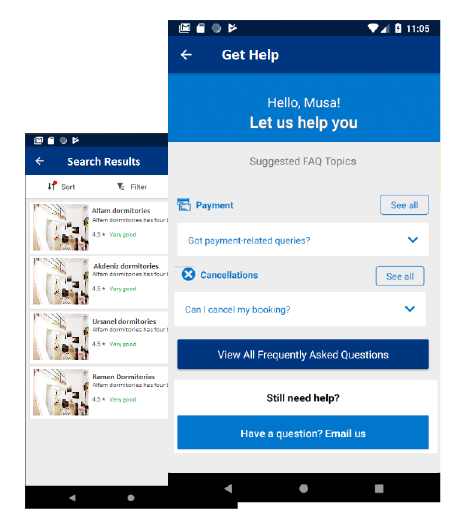 Search Results
Sort
Filter
Alfam dormitories
Alfam dormitories has four
4.5 Very good
Akdeniz dormitories
Alfam dormitories has four
4.5 Very good
Ursanel dormitories
Alfam dormitories has four
4.5 Very good
Ramen Dormitories
Alfam dormitories has four
4.5 Very good
11:05
Get Help
Hello, Musa!
Let us help you
Suggested FAQ Topics
Payment
See all
Got payment-related queries?
Cancellations
See all
Can I cancel my booking?
View All Frequently Asked Questions
Still need help?
Have a question? Email us